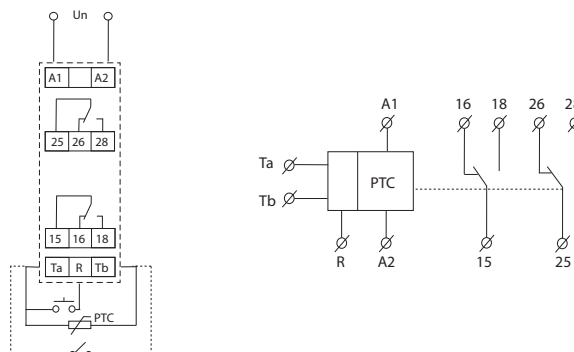 Un
A1 A2
25 26 28
15 16 18
Ta R Tb
PTC
A1 16 18 26
Ta
PTC
Tb
R A2 15 25